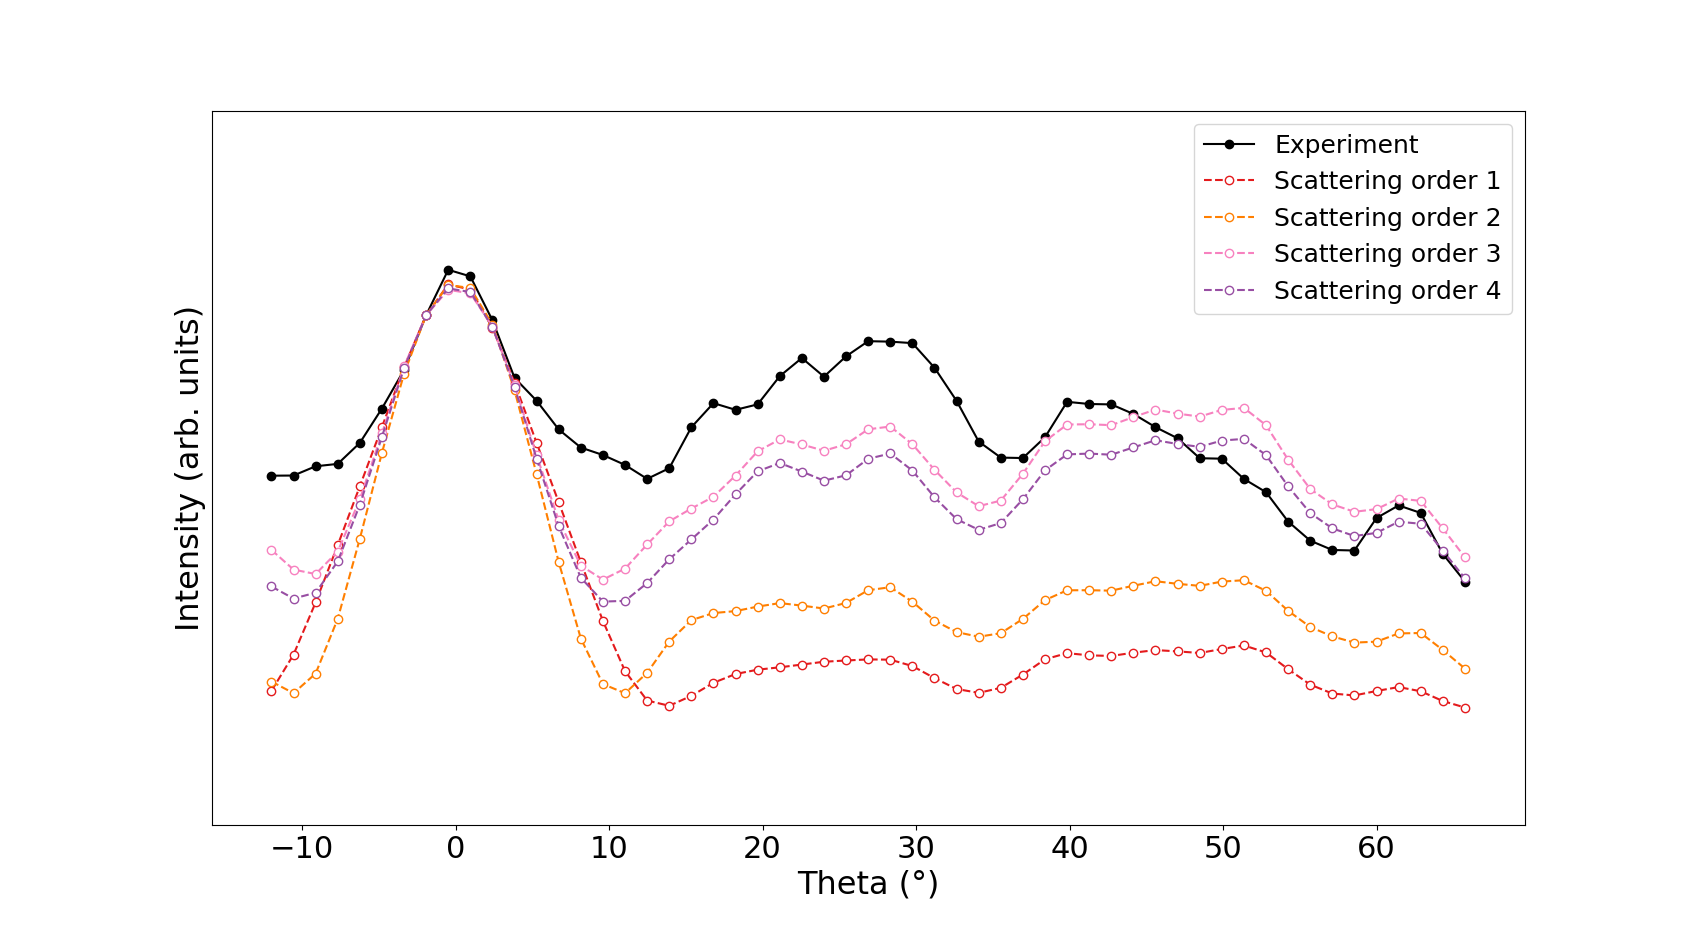 Experiment
Scattering order 1
Scattering order 2
Scattering order 3
Scattering order 4
Intensity (arb. units)
−10 0 10 20 30 40 50 60
Theta (°)